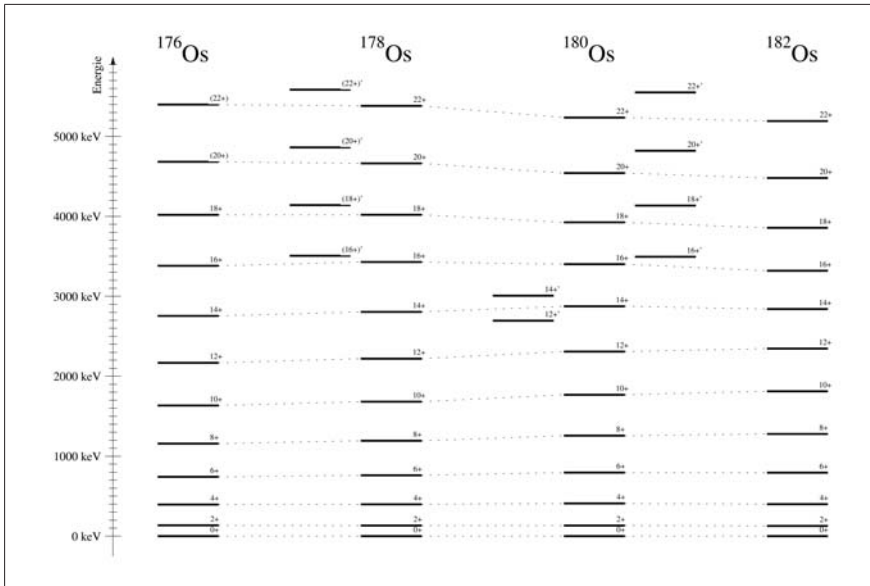 176Os 178Os 180Os 182Os
Energie
(22+)' 22+'
(22+) 22+ 22+ 22+
5000 keV
(20+)' 20+'
(20+) 20+ 20+ 20+
(18+)' 18+'
4000 keV 18+ 18+ 18+ 18+
(16+)' 16+'
16+ 16+ 16+ 16+
3000 keV 14+'
14+ 14+ 14+ 14+
12+'
12+ 12+ 12+ 12+
2000 keV
10+ 10+ 10+ 10+
8+ 8+ 8+ 8+
1000 keV
6+ 6+ 6+ 6+
4+ 4+ 4+ 4+
2+ 2+ 2+ 2+
0 keV 0+ 0+ 0+ 0+